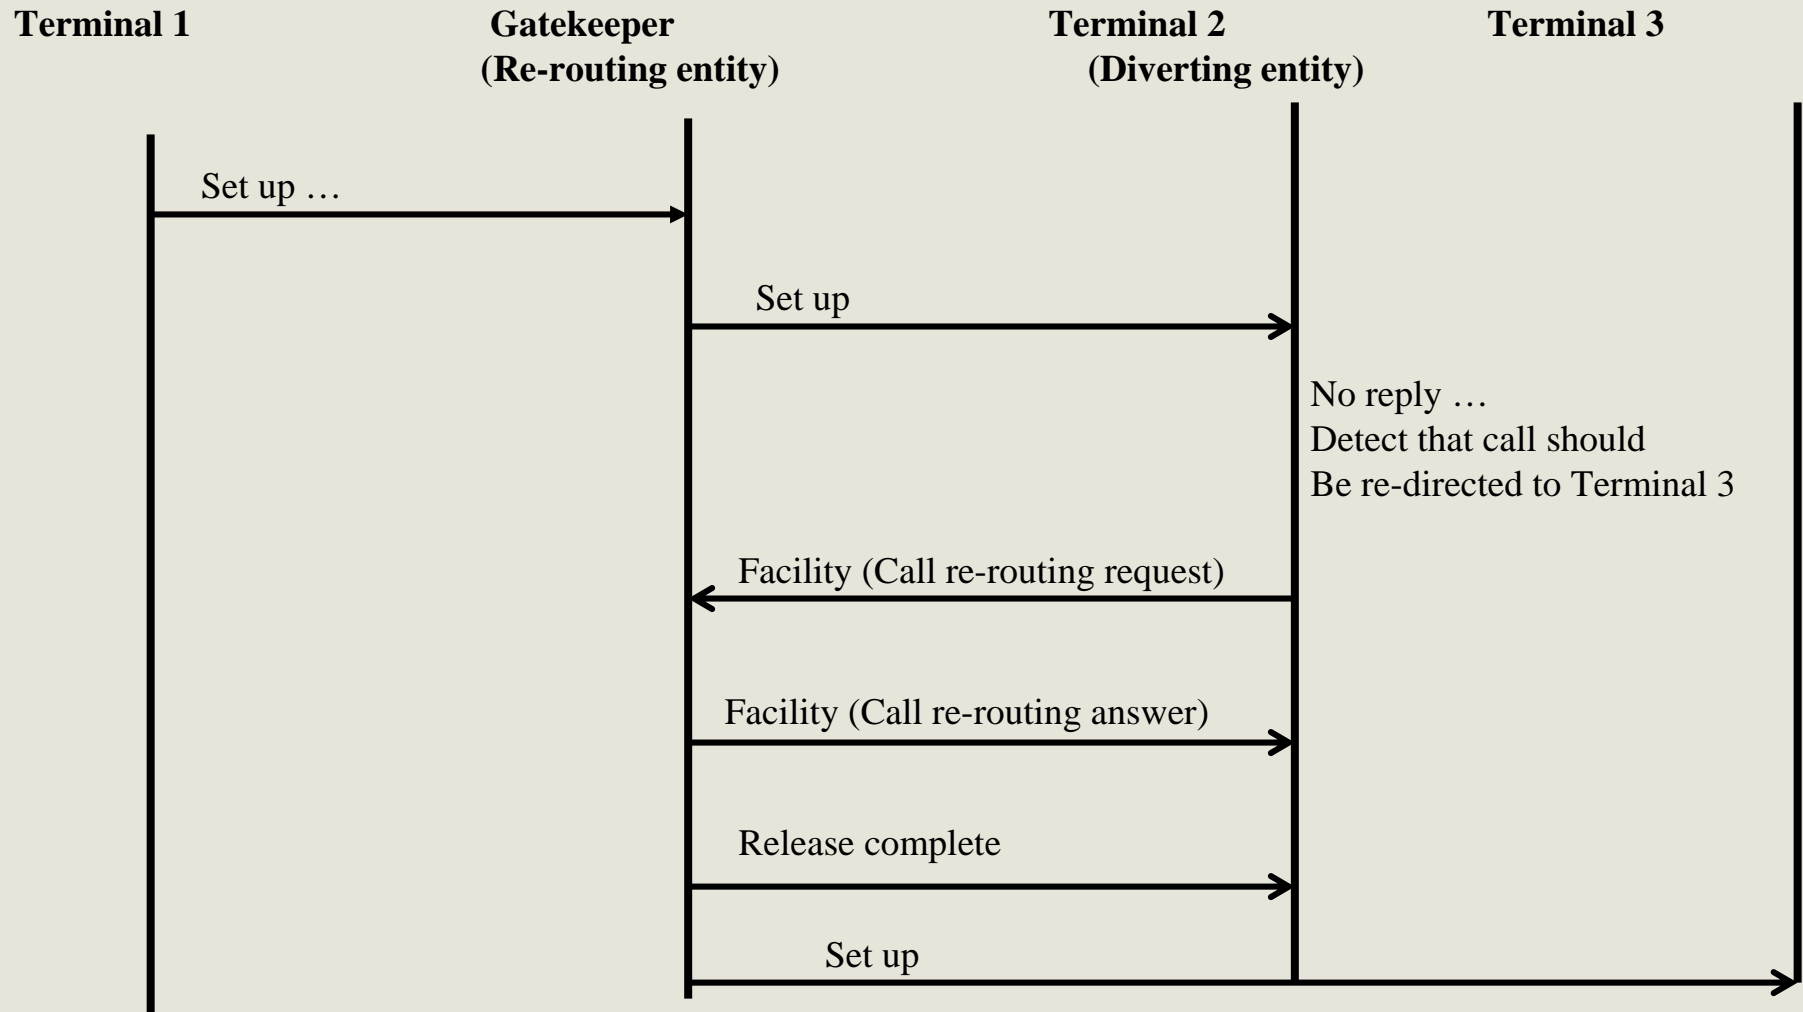 Terminal 1
Gatekeeper
(Re-routing entity)
Terminal 2
(Diverting entity)
Terminal 3
Set up …
Set up
No reply …
Detect that call should
Be re-directed to Terminal 3
Facility (Call re-routing request)
Facility (Call re-routing answer)
Release complete
Set up